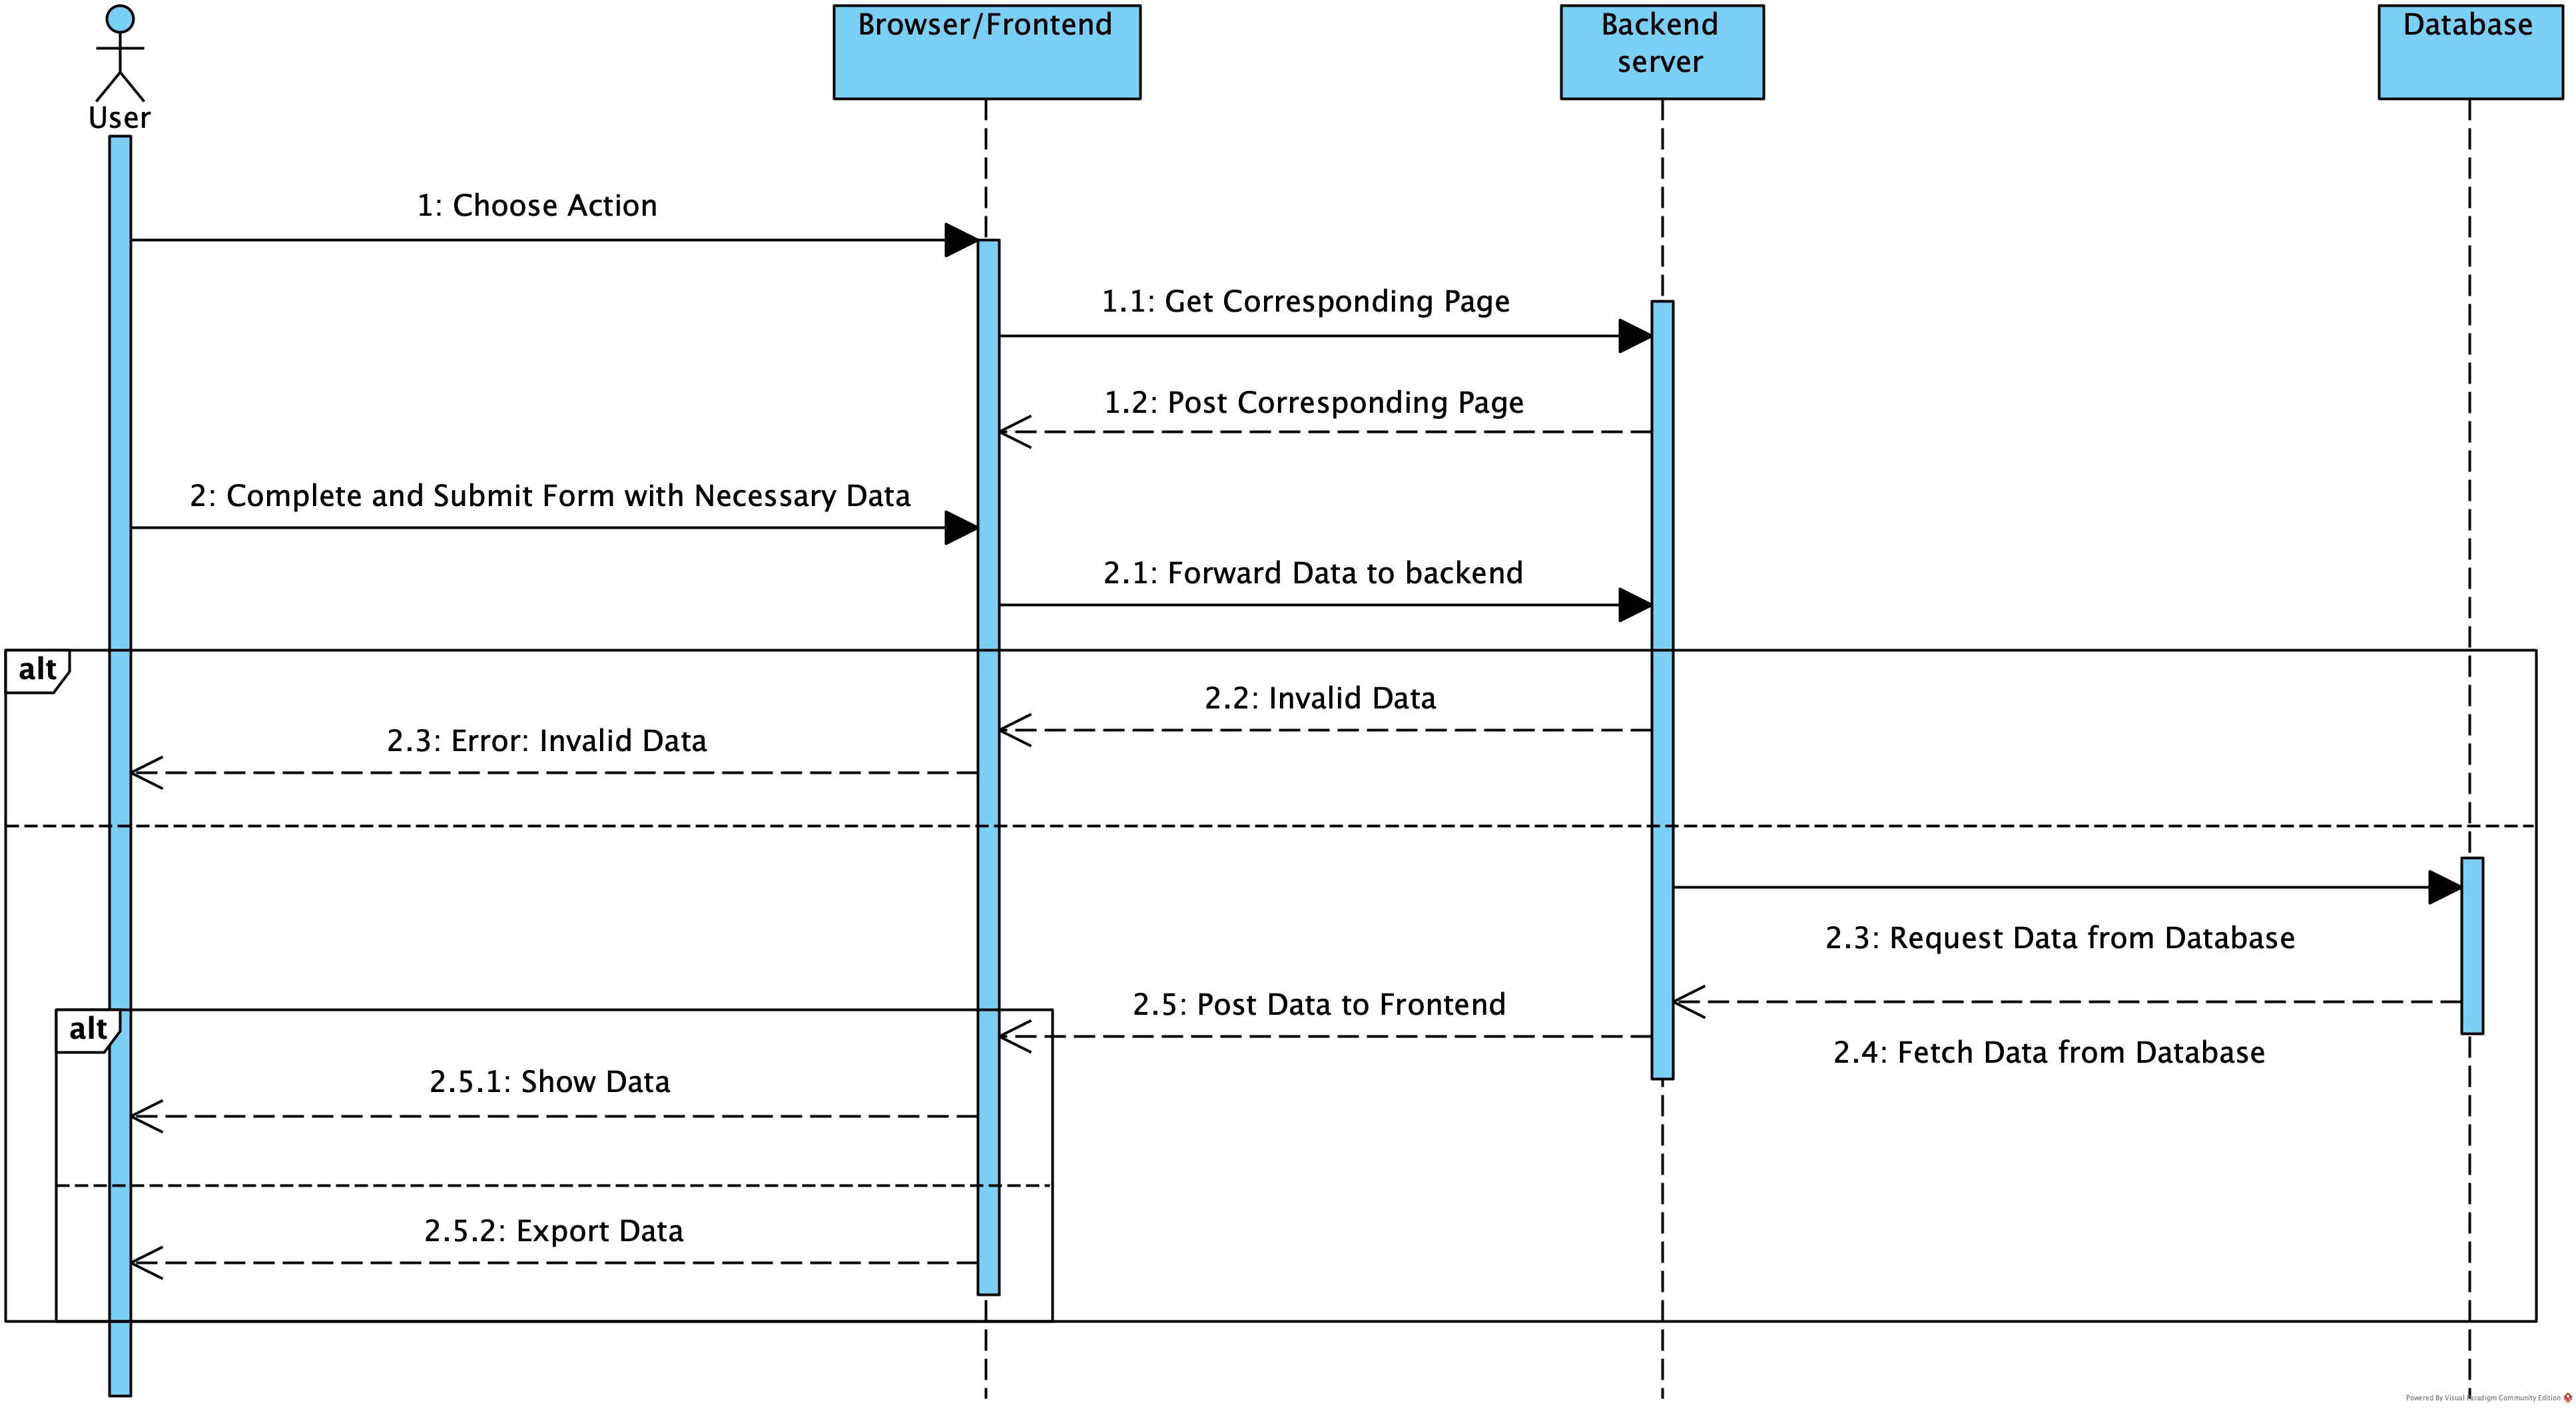 User
Browser/Frontend
Backend
server
Database
1: Choose Action
1.1: Get Corresponding Page
1.2: Post Corresponding Page
2: Complete and Submit Form with Necessary Data
2.1: Forward Data to backend
alt
2.2: Invalid Data
2.3: Error: Invalid Data
2.3: Request Data from Database
2.5: Post Data to Frontend
alt
2.4: Fetch Data from Database
2.5.1: Show Data
2.5.2: Export Data
Powered By Visual Paradigm Community Edition